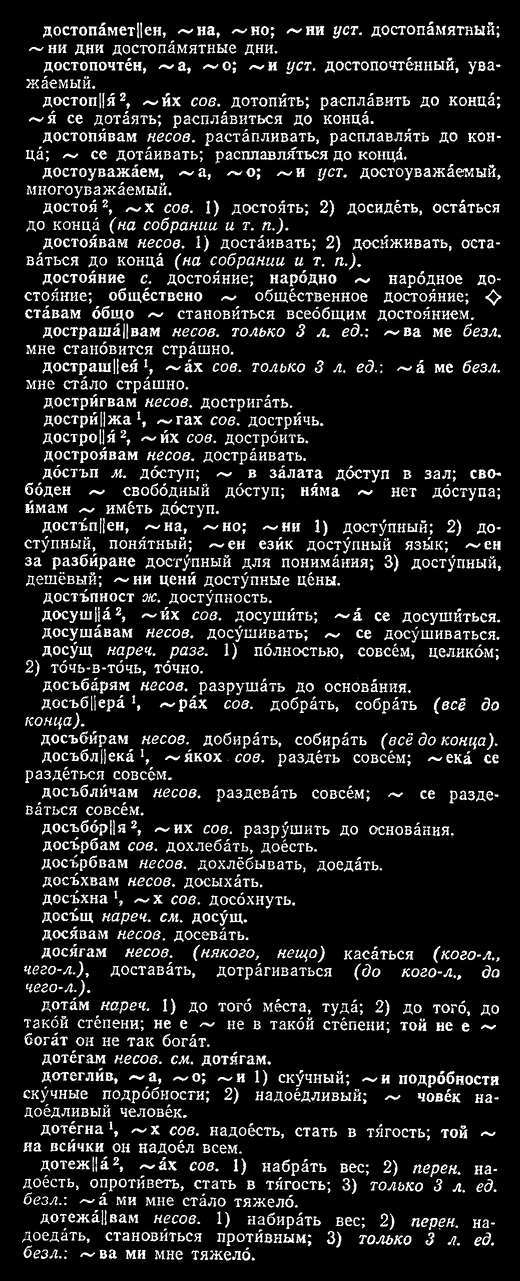 достопа́мет||ен, ~на, ~но; ~ни уст. достопа́мятный;
~ни дни достопа́мятные дни.
достопочте́н, ~а, ~о; ~и уст. достопочте́нный, ува-
жа́емый.
достоп||я́ ², ~и́х сов. дотопи́ть; распла́вить до конца́;
~я́ се дота́ять; распла́виться до конца́.
достопя́вам несов. раста́пливать, расплавля́ть до кон-
ца́; ~ се дота́ивать; расплавля́ться до конца́.
достоуважа́ем, ~а, ~о; ~и уст. достоуважа́емый,
многоуважа́емый.
достоя́ ², ~х сов. 1) достоя́ть; 2) досиде́ть, оста́ться
до конца́ (на собрании и т. п.).
достоя́вам несов. 1) доста́ивать; 2) доси́живать, оста-
ва́ться до конца́ (на собрании и т. п.).
достоя́ние с. достоя́ние; наро́дно ~ наро́дное до-
стоя́ние; обще́ствено ~ обще́ственное достоя́ние; ◇
ста́вам о́бщо ~ станови́ться всео́бщим достоя́нием.
достраша́||вам несов. только 3 л. ед.: ~ва ме безл.
мне стано́вится стра́шно.
достраш||ея́ ¹, ~а́х сов. только 3 л. ед.: ~а́ ме безл.
мне ста́ло стра́шно.
достри́гвам несов. достrига́ть.
достри́||жа ¹, ~гах сов. достри́чь.
достро||я́ ², ~и́х сов. достро́ить.
достроя́вам несов. достра́ивать.
до́стъп м. до́ступ; ~ в за́лата до́ступ в зал; сво-
бо́ден ~ свобо́дный до́ступ; ня́ма ~ нет до́ступа;
и́мам ~ име́ть до́ступ.
достъ́п||ен, ~на, ~но; ~ни 1) досту́пный; 2) до-
сту́пный, поня́тный; ~ен ези́к досту́пный язы́к; ~ен
за разби́ране досту́пный для понима́ния; 3) досту́пный,
дешёвый; ~ни цени́ досту́пные це́ны.
достъ́пност ж. досту́пность.
досуш||а́ ², ~и́х сов. досуши́ть; ~а́ се досуши́ться.
досуша́вам несов. досу́шивать; ~ се досу́шиваться.
досу́щ нареч. разг. 1) по́лностью, совсе́м, целико́м;
2) то́чь-в-то́чь, то́чно.
досъба́рям несов. разруша́ть до основа́ния.
досъб||ера́ ¹, ~ра́х сов. добра́ть, собра́ть (всё до
конца).
досъби́рам несов. добира́ть, собира́ть (всё до конца).
досъбл||ека́ ¹, ~я́кох сов. разде́ть совсе́м; ~ека́ се
разде́ться совсе́м.
досъбли́чам несов. раздева́ть совсе́м; ~ се разде-
ва́ться совсе́м.
досъбо́р||я ², ~их сов. разру́шить до основа́ния.
досъ́рбам сов. дохлеба́ть, дое́сть.
досъ́рбвам несов. дохлёбывать, доеда́ть.
досъ́хвам несов. досыха́ть.
досъ́хна ¹, ~х сов. досо́хнуть.
досъ́щ нареч. см. досу́щ.
дося́вам несов. досева́ть.
дося́гам несов. (някого, нещо) каса́ться (кого-л.,
чего-л.), достава́ть, дотра́гиваться (до кого-л., до
чего-л.).
дота́м нареч. 1) до того́ ме́ста, туда́; 2) до того́, до
тако́й сте́пени; не е ~ не в тако́й сте́пени; той не е ~
бога́т он не так бога́т.
доте́гам несов. см. дотя́гам.
дотегли́в, ~а, ~о; ~и 1) ску́чный; ~и подро́бности
ску́чные подро́бности; 2) надое́дливый; ~ чове́к на-
дое́дливый челове́к.
доте́гна ¹, ~х сов. надое́сть, стать в тя́гость; той ~
на вси́чки он надое́л всем.
дотеж||а́ ², ~а́х сов. 1) набра́ть вес; 2) перен. на-
дое́сть, опроти́веть, стать в тя́гость; 3) только 3 л. ед.
безл.: ~а́ ми мне ста́ло тяжело́.
дотежа́||вам несов. 1) набира́ть вес; 2) перен. на-
доеда́ть, станови́ться проти́вным; 3) только 3 л. ед.
безл.: ~ва ми мне тяжело́.